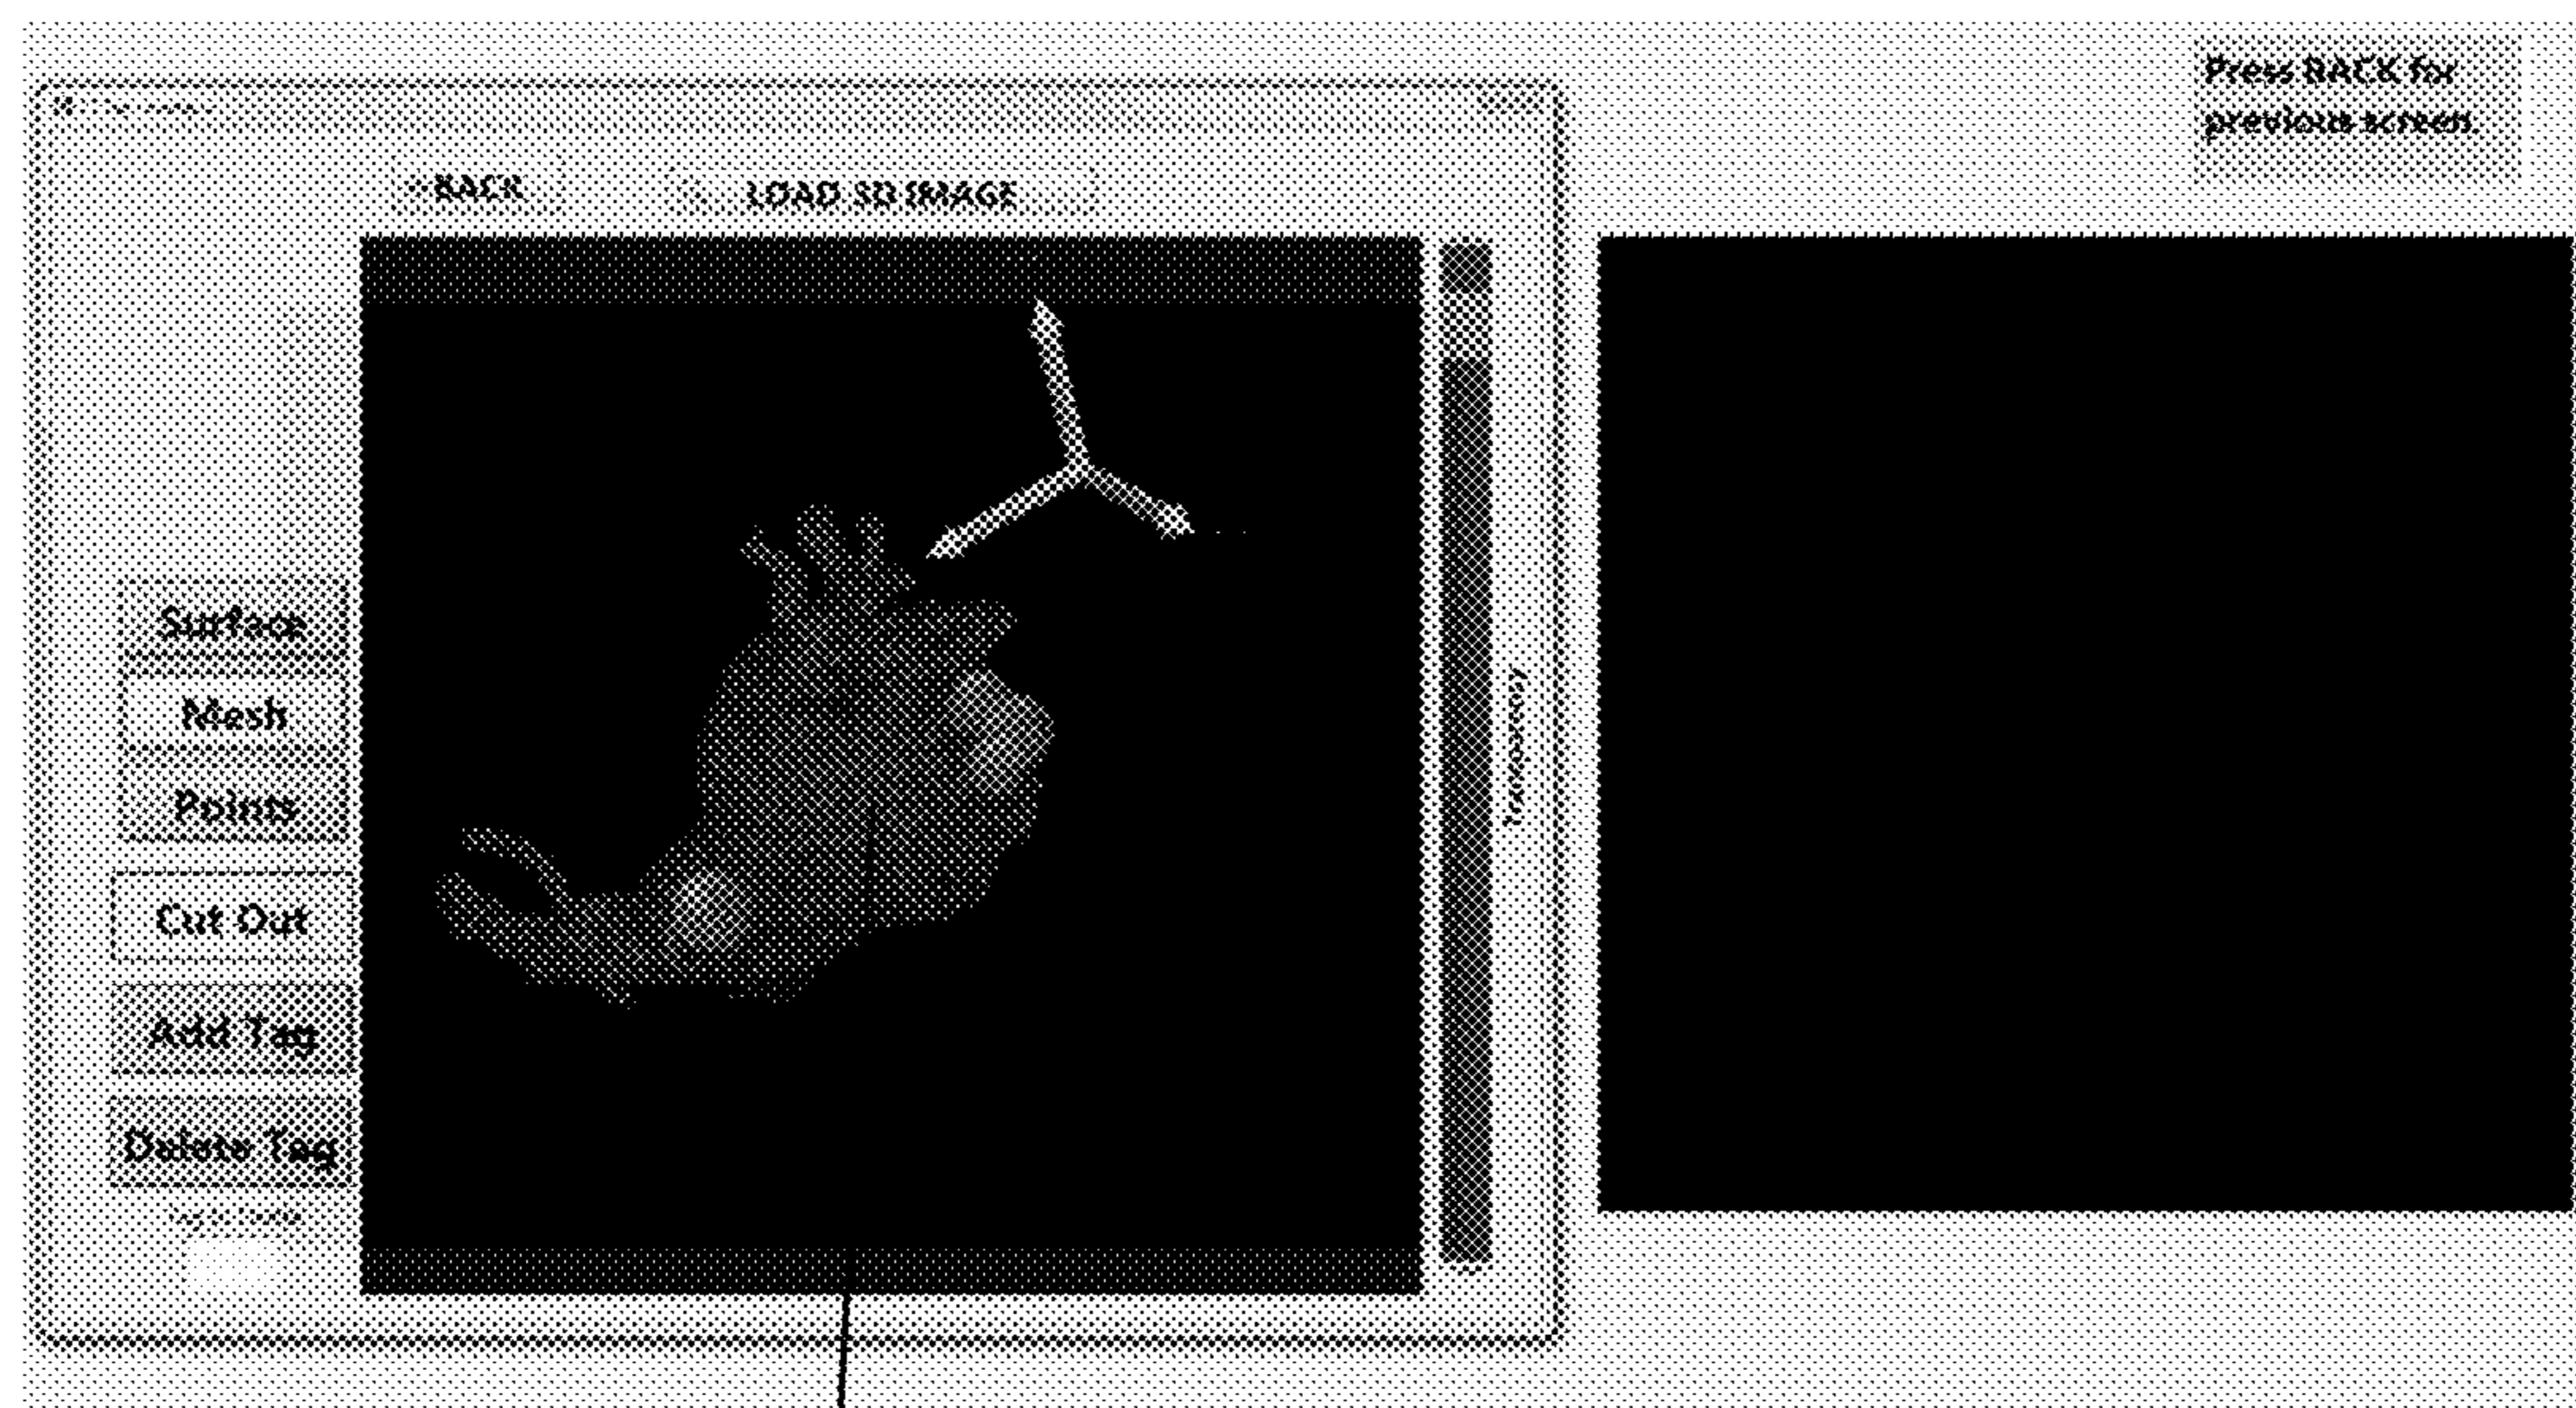 Press BACK for
previous screen.
BACK
LOAD 3D IMAGE
Surface
Mesh
Points
Cut Out
Add Tag
Delete Tag